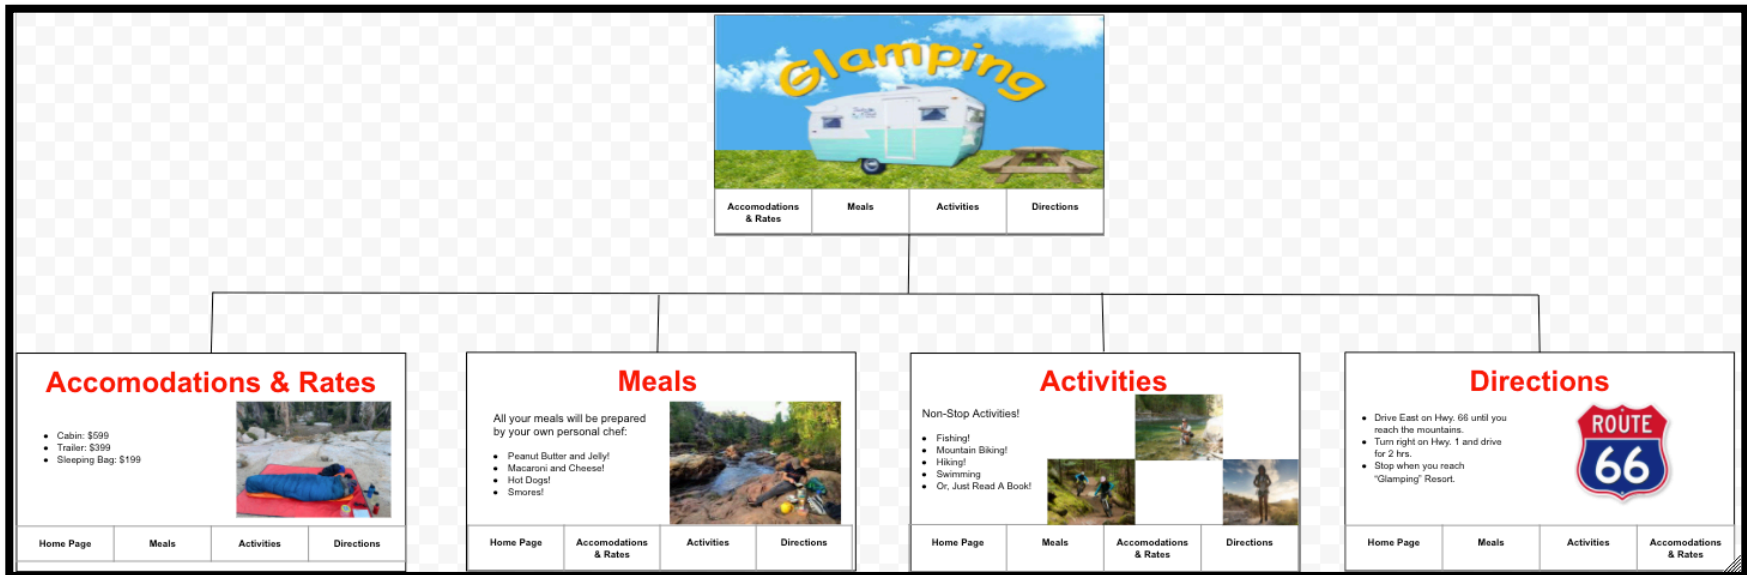 Glamping
Accomodations
& Rates
Meals
Activities
Directions
Accomodations & Rates
Cabin: $599
Trailer: $399
Sleeping Bag: $199
Home Page
Meals
Activities
Directions
Meals
All your meals will be prepared
by your own personal chef:
Peanut Butter and Jelly!
Macaroni and Cheese!
Hot Dogs!
Smores!
Home Page
Accomodations
& Rates
Activities
Directions
Activities
Non-Stop Activities!
Fishing!
Mountain Biking!
Hiking!
Swimming
Or, Just Read A Book!
Home Page
Meals
Accomodations
& Rates
Directions
Directions
Drive East on Hwy. 66 until you
reach the mountains.
Turn right on Hwy. 1 and drive
for 2 hrs.
Stop when you reach
“Glamping” Resort.
ROUTE
66
Home Page
Meals
Activities
Accomodations
& Rates